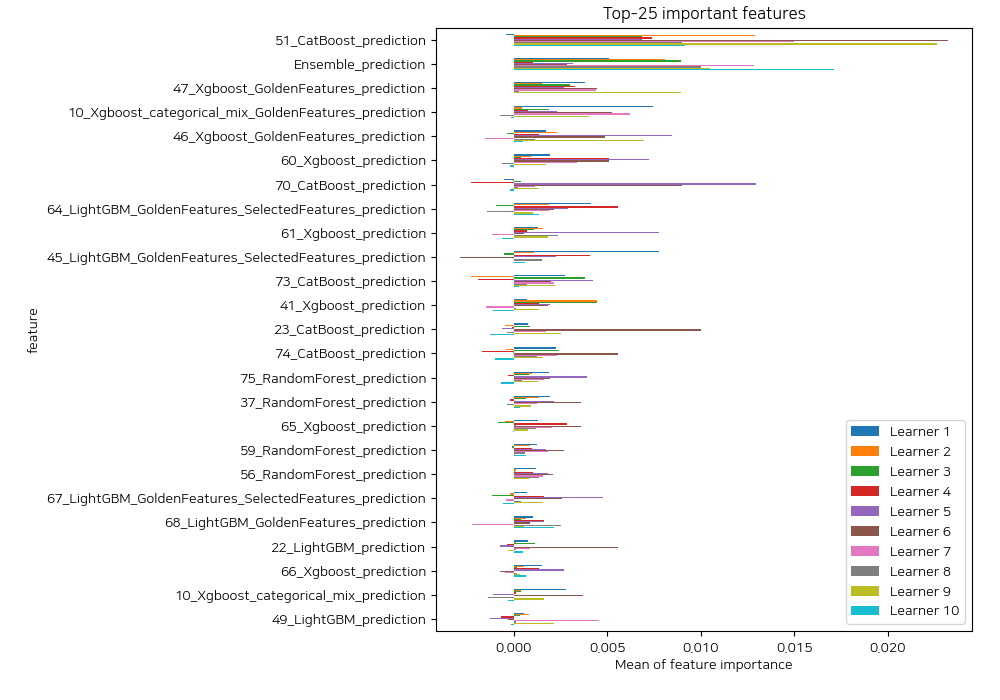 Top-25 important features
51_CatBoost_prediction
Ensemble_prediction
47_Xgboost_GoldenFeatures_prediction
10_Xgboost_categorical_mix_GoldenFeatures_prediction
46_Xgboost_GoldenFeatures_prediction
60_Xgboost_prediction
70_CatBoost_prediction
64_LightGBM_GoldenFeatures_SelectedFeatures_prediction
61_Xgboost_prediction
45_LightGBM_GoldenFeatures_SelectedFeatures_prediction
73_CatBoost_prediction
41_Xgboost_prediction
23_CatBoost_prediction
74_CatBoost_prediction
75_RandomForest_prediction
37_RandomForest_prediction
65_Xgboost_prediction
59_RandomForest_prediction
56_RandomForest_prediction
67_LightGBM_GoldenFeatures_SelectedFeatures_prediction
68_LightGBM_GoldenFeatures_prediction
22_LightGBM_prediction
66_Xgboost_prediction
10_Xgboost_categorical_mix_prediction
49_LightGBM_prediction
feature
Learner 1
Learner 2
Learner 3
Learner 4
Learner 5
Learner 6
Learner 7
Learner 8
Learner 9
Learner 10
0.000 0.005 0.010 0.015 0.020
Mean of feature importance